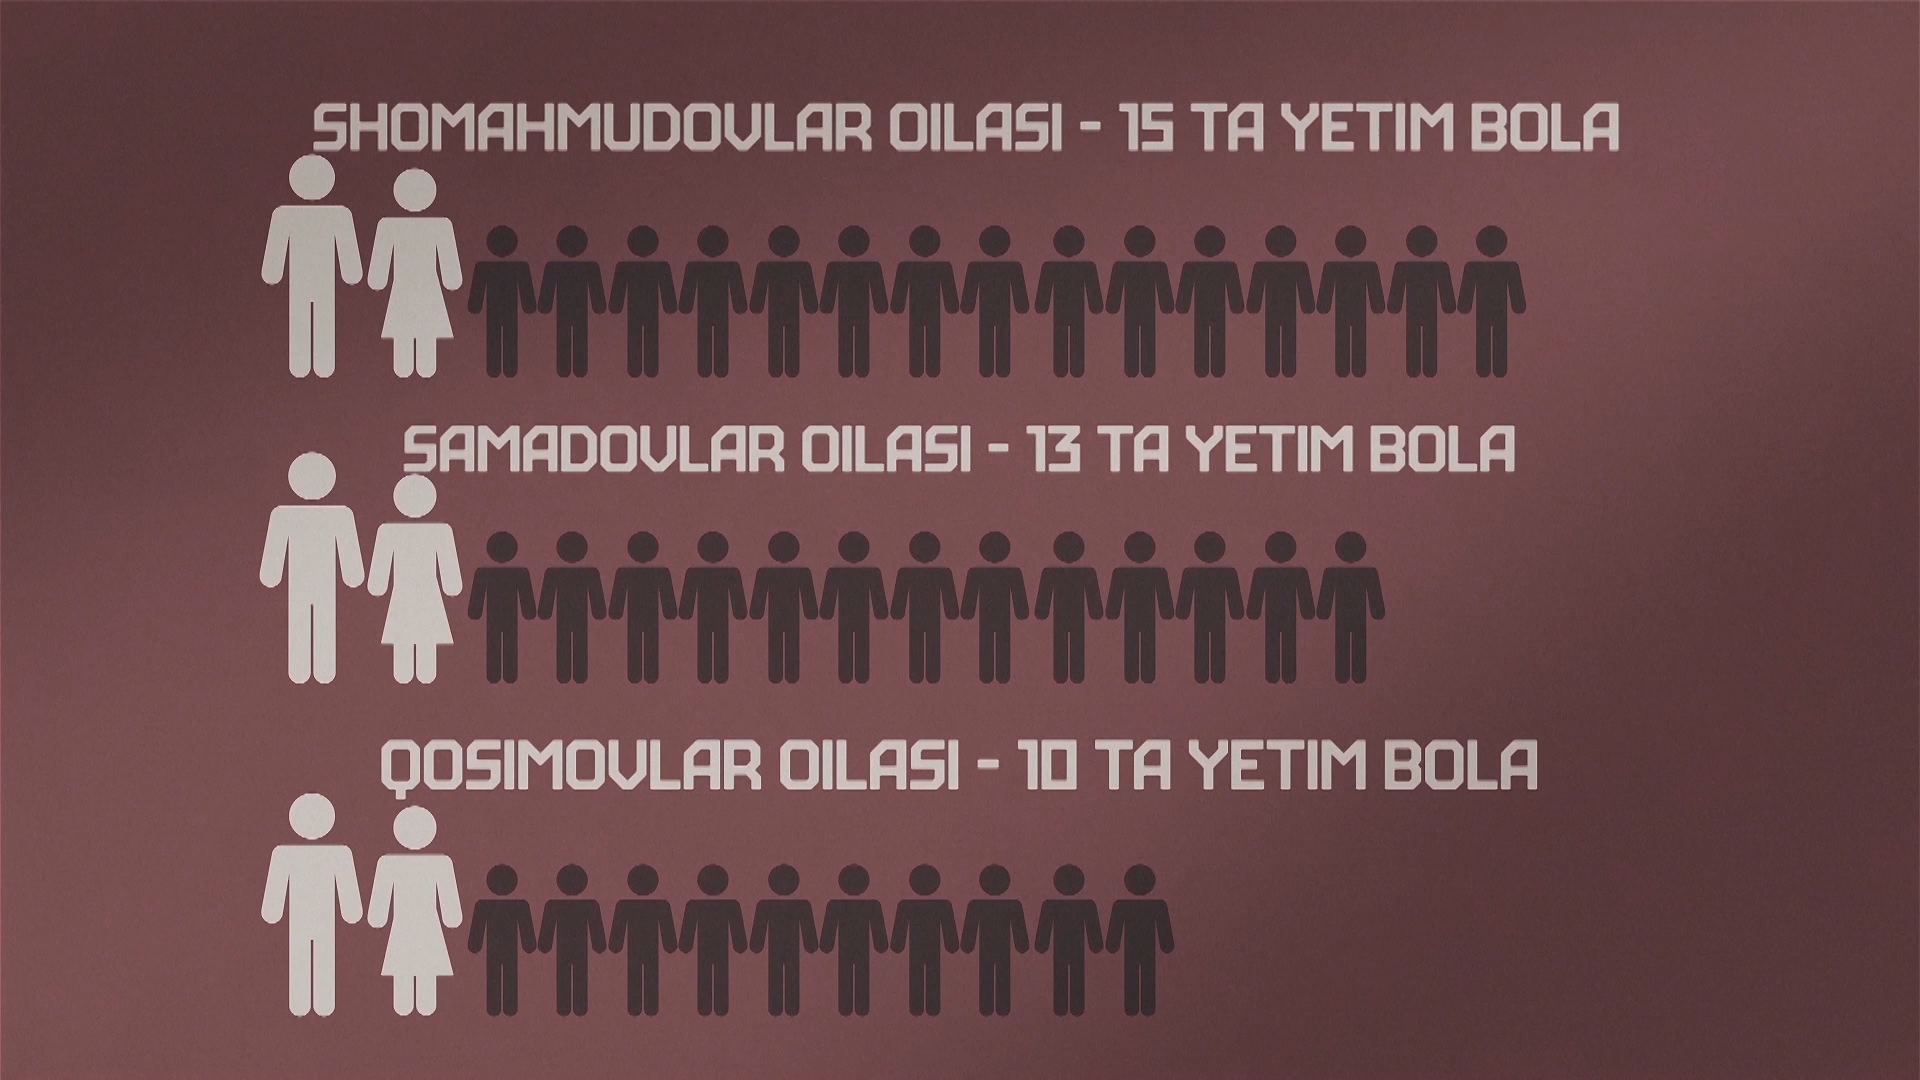 SHOMAHMUDOVLAR OILASI - 15 TA YETIM BOLA
SAMADOVLAR OILASI - 13 TA YETIM BOLA
QOSIMOVLAR OILASI - 10 TA YETIM BOLA